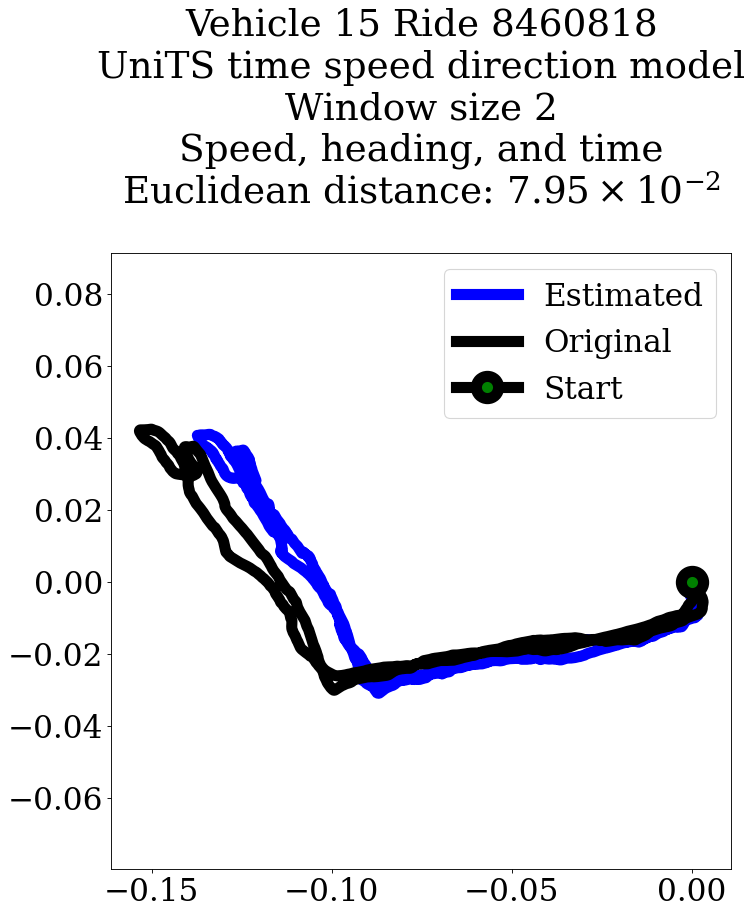 Vehicle 15 Ride 8460818
UniTS time speed direction model
Window size 2
Speed, heading, and time
Euclidean distance: 7.95 × 10⁻²
Estimated
Original
Start
0.08
0.06
0.04
0.02
0.00
−0.02
−0.04
−0.06
−0.15 −0.10 −0.05 0.00